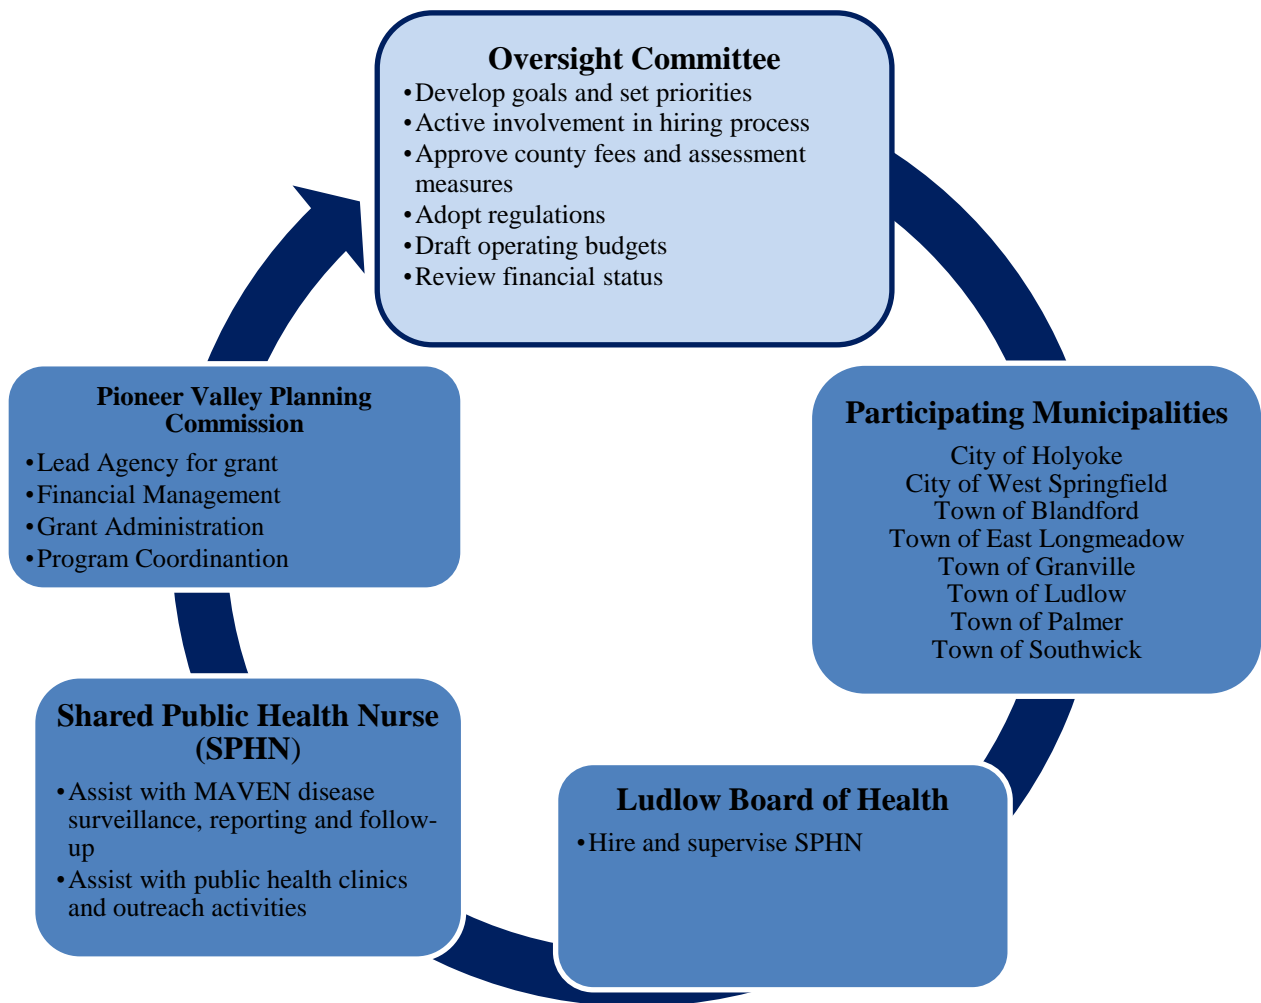 Oversight Committee
•Develop goals and set priorities
•Active involvement in hiring process
•Approve county fees and assessment
measures
•Adopt regulations
•Draft operating budgets
•Review financial status
Participating Municipalities
City of Holyoke
City of West Springfield
Town of Blandford
Town of East Longmeadow
Town of Granville
Town of Ludlow
Town of Palmer
Town of Southwick
Ludlow Board of Health
•Hire and supervise SPHN
Shared Public Health Nurse
(SPHN)
•Assist with MAVEN disease
surveillance, reporting and follow-
up
•Assist with public health clinics
and outreach activities
Pioneer Valley Planning
Commission
•Lead Agency for grant
•Financial Management
•Grant Administration
•Program Coordinantion